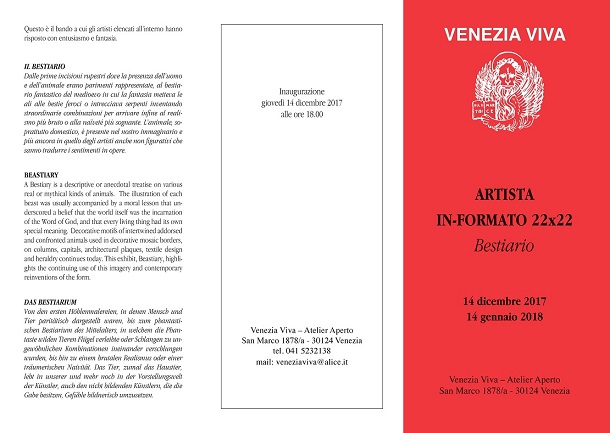 Questo è il bando a cui gli artisti elencati all'interno hanno
risposto con entusiasmo e fantasia.
IL BESTIARIO
Dalle prime incisioni rupestri dove la presenza dell'uomo
e dell'animale erano parimenti rappresentate, al bestia-
rio fantastico del medioevo in cui la fantasia metteva le
ali alle bestie feroci o intrecciava serpenti inventando
straordinarie combinazioni per arrivare infine al reali-
smo più bruto o alla naiveté più sognante. L'animale, so-
prattutto domestico, è presente nel nostro immaginario e
più ancora in quello degli artisti anche non figurativi che
sanno tradurre i sentimenti in opere.
BEASTIARY
A Bestiary is a descriptive or anecdotal treatise on various
real or mythical kinds of animals. The illustration of each
beast was usually accompanied by a moral lesson that un-
derscored a belief that the world itself was the incarnation
of the Word of God, and that every living thing had its own
special meaning. Decorative motifs of intertwined addorsed
and confronted animals used in decorative mosaic borders,
on columns, capitals, architectural plaques, textile design
and heraldry continues today. This exhibit, Bestiary, high-
lights the continuing use of this imagery and contemporary
reinventions of the form.
DAS BESTIARIUM
Von den ersten Höhlenmalereien, in denen Mensch und
Tier paritätisch dargestellt waren, bis zum phantasti-
schen Bestiarium des Mittelalters, in welchem die Phan-
tasie wilden Tieren Flügel verliehte oder Schlangen zu un-
gewöhnlichen Kombinationen ineinander verschlungen
wurden, bis hin zu einem brutalen Realismus oder einer
träumerischen Naivität. Das Tier, zumal das Haustier,
lebt in unserer und mehr noch in der Vorstellungswelt
der Künstler, auch den nicht bildenden Künstlern, die die
Gabe besitzen, Gefühle bildnerisch umzusetzen.
Inaugurazione
giovedì 14 dicembre 2017
alle ore 18.00
Venezia Viva – Atelier Aperto
San Marco 1878/a - 30124 Venezia
tel. 041 5232138
mail: veneziaviva@alice.it
VENEZIA VIVA
ARTISTA
IN-FORMATO 22x22
Bestiario
14 dicembre 2017
14 gennaio 2018
Venezia Viva – Atelier Aperto
San Marco 1878/a - 30124 Venezia